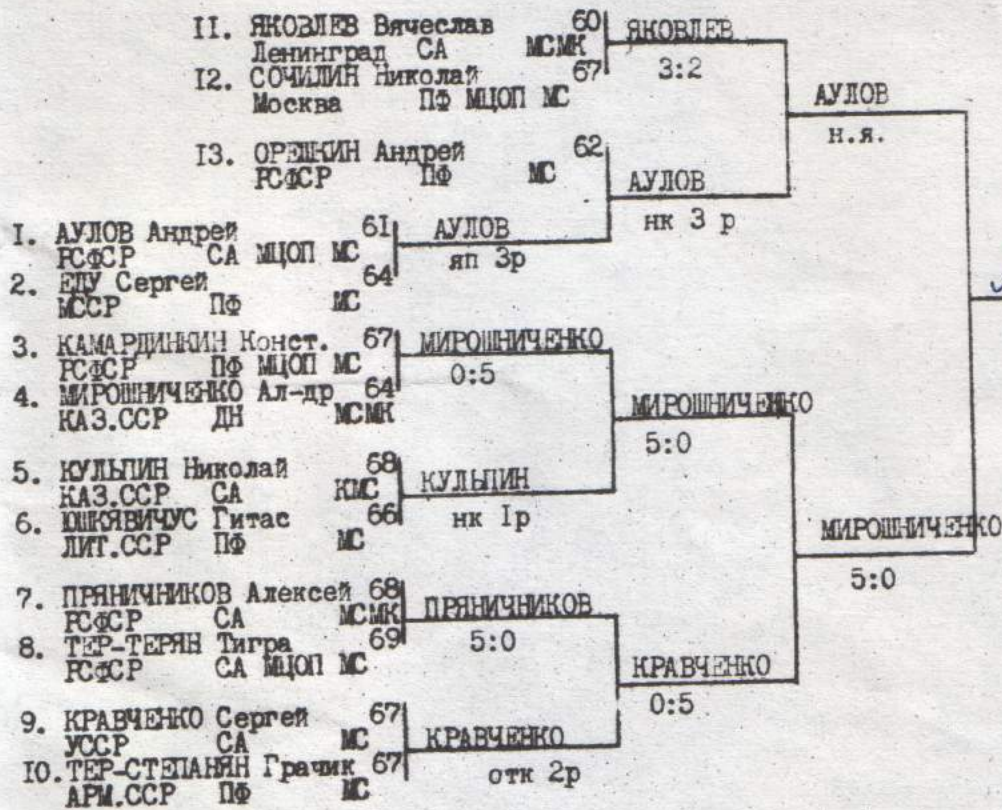 II. ЯКОВЛЕВ Вячеслав 60
Ленинград СА МСМК
ЯКОВЛЕВ
3:2
I2. СОЧИЛИН Николай 67
Москва ПФ МЦОП МС
АУЛОВ
н.я.
I3. ОРЕШКИН Андрей 62
РСФСР ПФ МС
АУЛОВ
нк 3 р
I. АУЛОВ Андрей 6I
РСФСР СА МЦОП МС
АУЛОВ
яп 3р
2. ЕДУ Сергей 64
МССР ПФ МС
3. КАМАРДИНКИН Конст. 67
РСФСР ПФ МЦОП МС
МИРОШНИЧЕНКО
0:5
4. МИРОШНИЧЕНКО Ал-др 64
КАЗ.ССР ДН МСМК
МИРОШНИЧЕНКО
5:0
5. КУЛЬПИН Николай 68
КАЗ.ССР СА КМС
КУЛЬПИН
нк Iр
6. ЮШКЯВИЧУС Гитас 66
ЛИТ.ССР ПФ МС
МИРОШНИЧЕНКО
5:0
7. ПРЯНИЧНИКОВ Алексей 68
РСФСР СА МСМК
ПРЯНИЧНИКОВ
5:0
8. ТЕР-ТЕРЯН Тигра 69
РСФСР СА МЦОП МС
КРАВЧЕНКО
0:5
9. КРАВЧЕНКО Сергей 67
УССР СА МС
КРАВЧЕНКО
отк 2р
IO. ТЕР-СТЕПАНЯН Грачик 67
АРМ.ССР ПФ МС